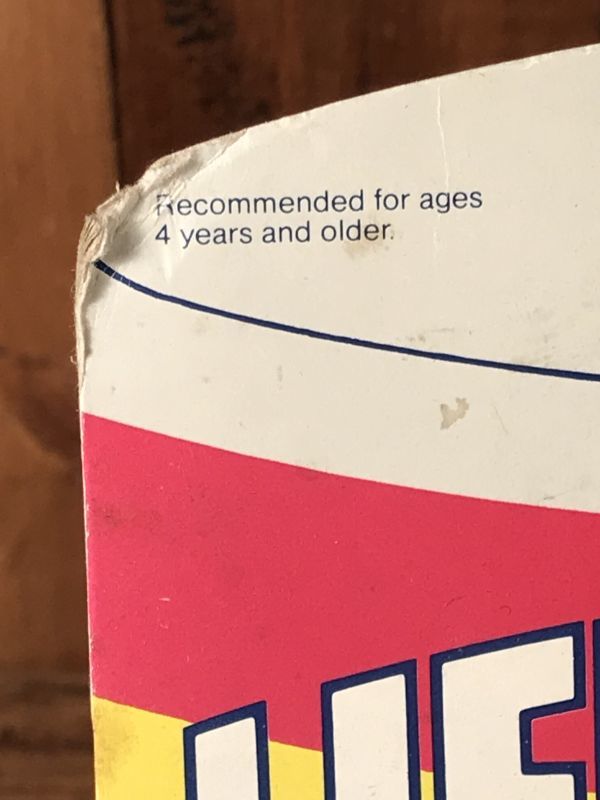 Recommended for ages
4 years and older.